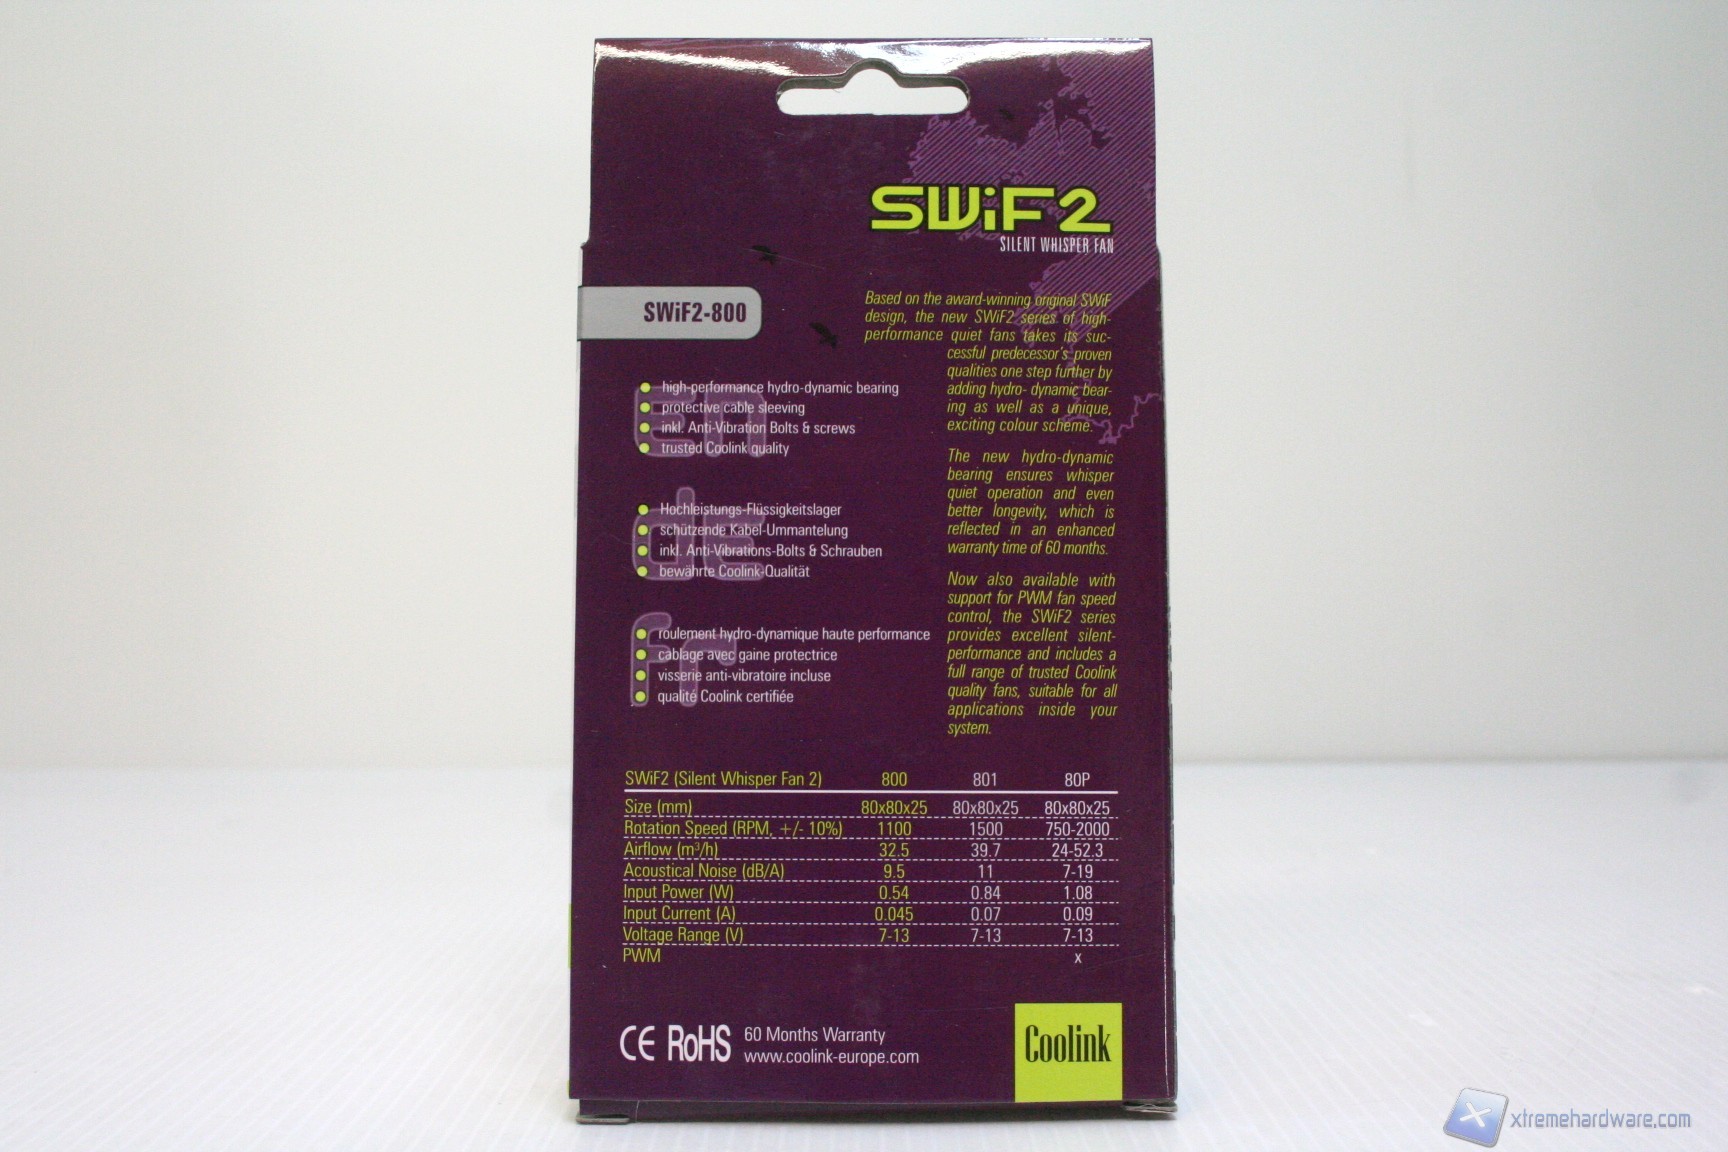 SWiF2
SILENT WHISPER FAN
SWiF2-800
Based on the award-winning original SWiF
design, the new SWiF2 series of high-
performance quiet fans takes its suc-
cessful predecessor's proven
qualities one step further by
adding hydro- dynamic bear-
ing as well as a unique,
exciting colour scheme.
The new hydro-dynamic
bearing ensures whisper
quiet operation and even
better longevity, which is
reflected in an enhanced
warranty time of 60 months.
Now also available with
support for PWM fan speed
control, the SWiF2 series
provides excellent silent-
performance and includes a
full range of trusted Coolink
quality fans, suitable for all
applications inside your
system.
en
high-performance hydro-dynamic bearing
protective cable sleeving
inkl. Anti-Vibration Bolts & screws
trusted Coolink quality
de
Hochleistungs-Flüssigkeitslager
schützende Kabel-Ummantelung
inkl. Anti-Vibrations-Bolts & Schrauben
bewährte Coolink-Qualität
fr
roulement hydro-dynamique haute performance
cablage avec gaine protectrice
visserie anti-vibratoire incluse
qualité Coolink certifiée
SWiF2 (Silent Whisper Fan 2) 800 801 80P
Size (mm) 80x80x25 80x80x25 80x80x25
Rotation Speed (RPM, +/- 10%) 1100 1500 750-2000
Airflow (m³/h) 32.5 39.7 24-52.3
Acoustical Noise (dB/A) 9.5 11 7-19
Input Power (W) 0.54 0.84 1.08
Input Current (A) 0.045 0.07 0.09
Voltage Range (V) 7-13 7-13 7-13
PWM x
CE RoHS 60 Months Warranty
www.coolink-europe.com
Coolink
xtremehardware.com